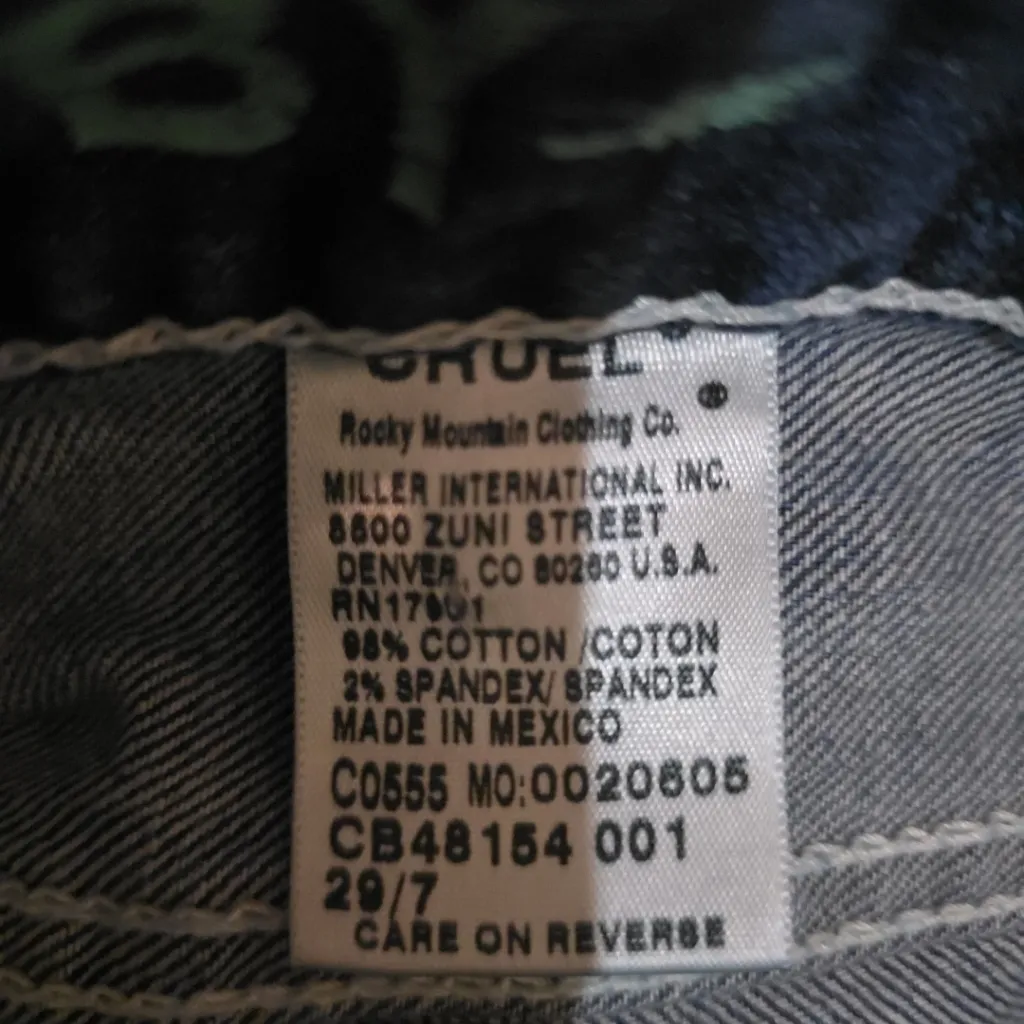 CRUEL ®
Rocky Mountain Clothing Co. ®
MILLER INTERNATIONAL INC.
8500 ZUNI STREET
DENVER, CO 80260 U.S.A.
98% COTTON /COTON
2% SPANDEX/ SPANDEX
MADE IN MEXICO
C0555 MO:0020605
CB48154 001
29/7
CARE ON REVERSE